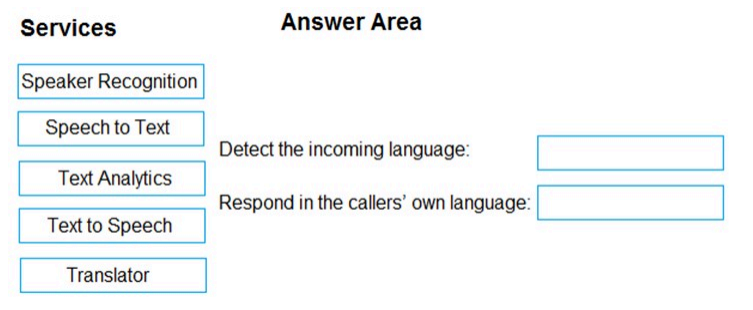 Services
Answer Area
Speaker Recognition
Speech to Text
Text Analytics
Text to Speech
Translator
Detect the incoming language:
Respond in the callers' own language: